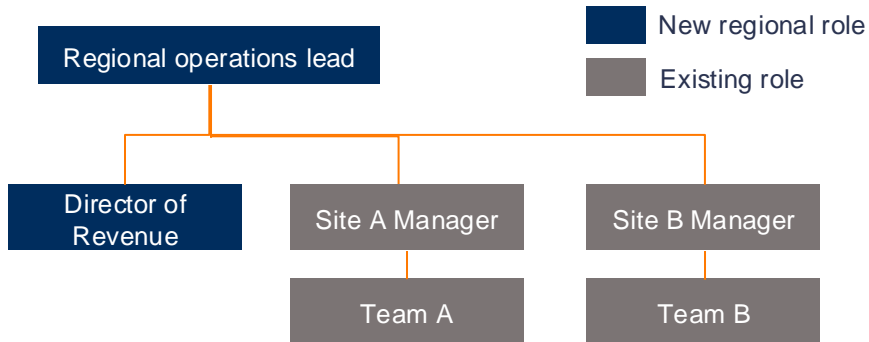 New regional role
Regional operations lead
Existing role
Director of
Revenue
Site A Manager
Site B Manager
Team A
Team B